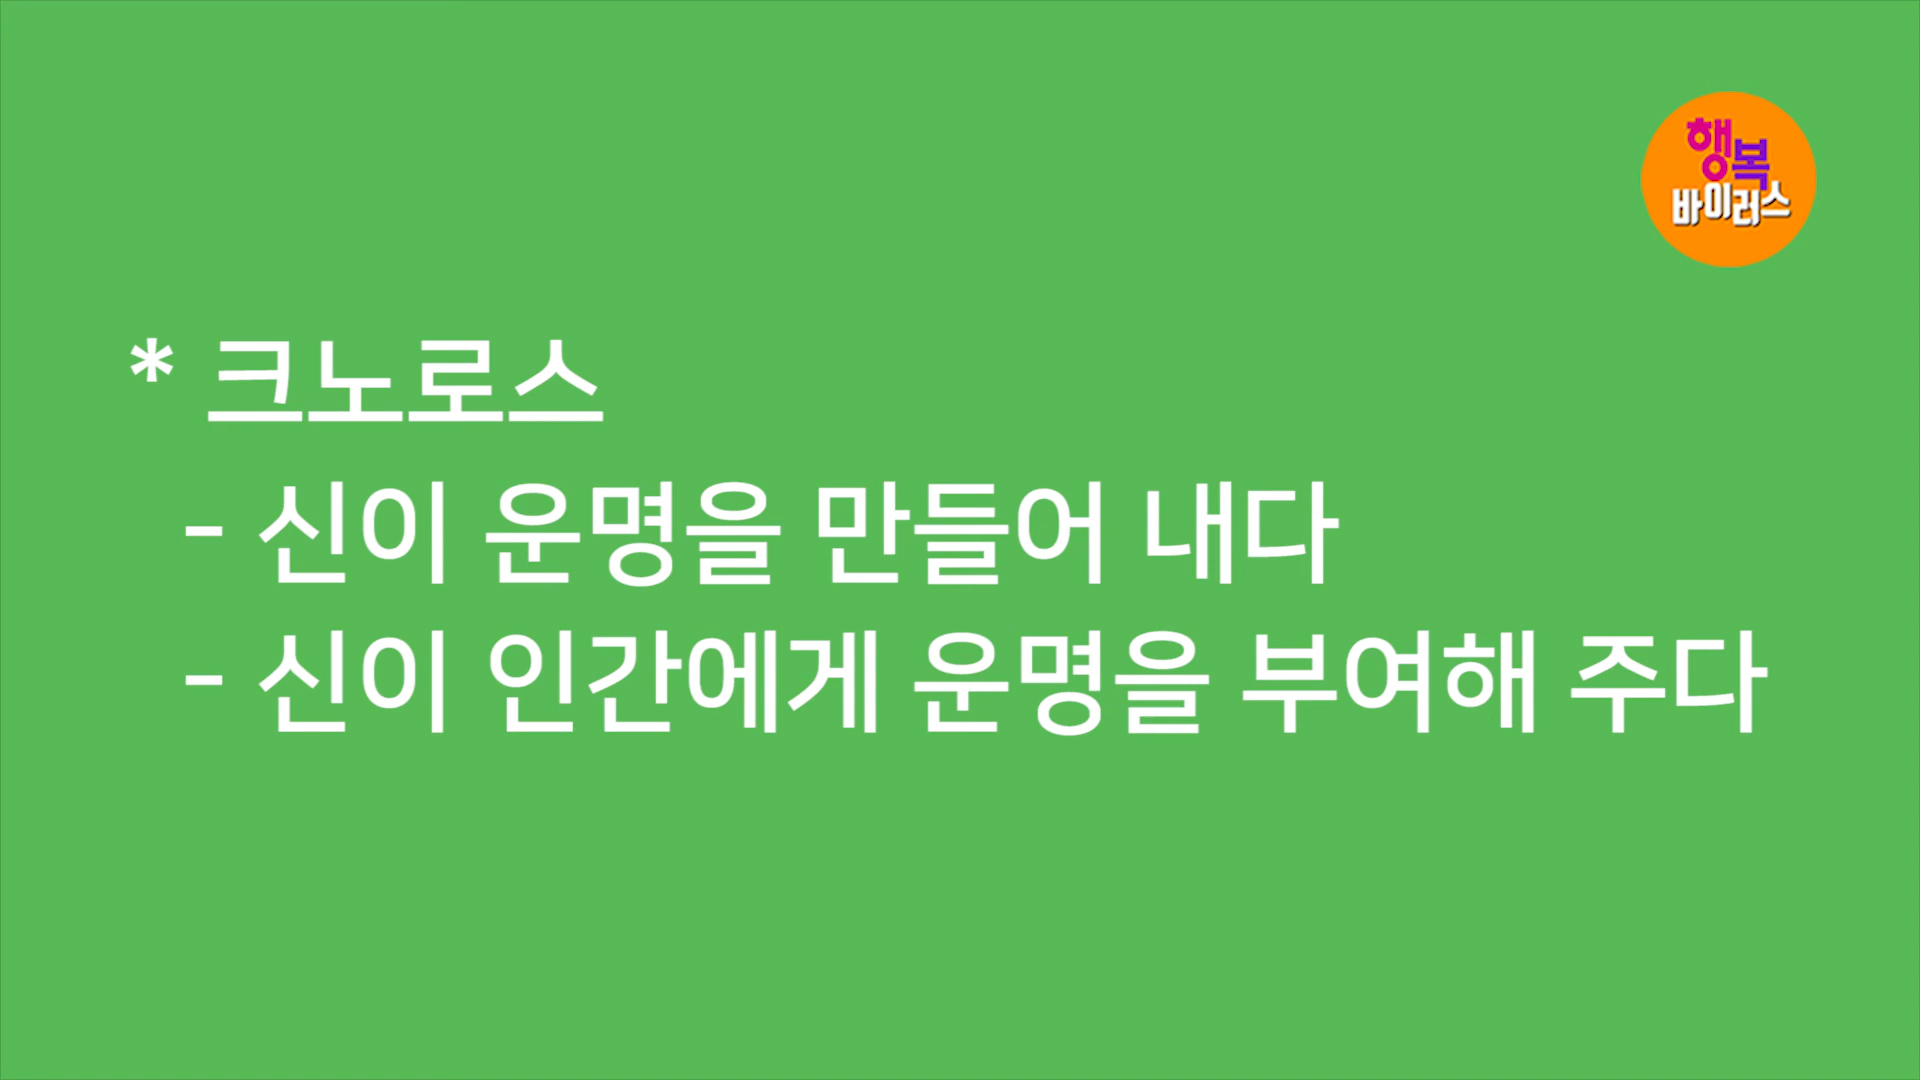 행복
바이러스
* 크노로스
- 신이 운명을 만들어 내다
- 신이 인간에게 운명을 부여해 주다